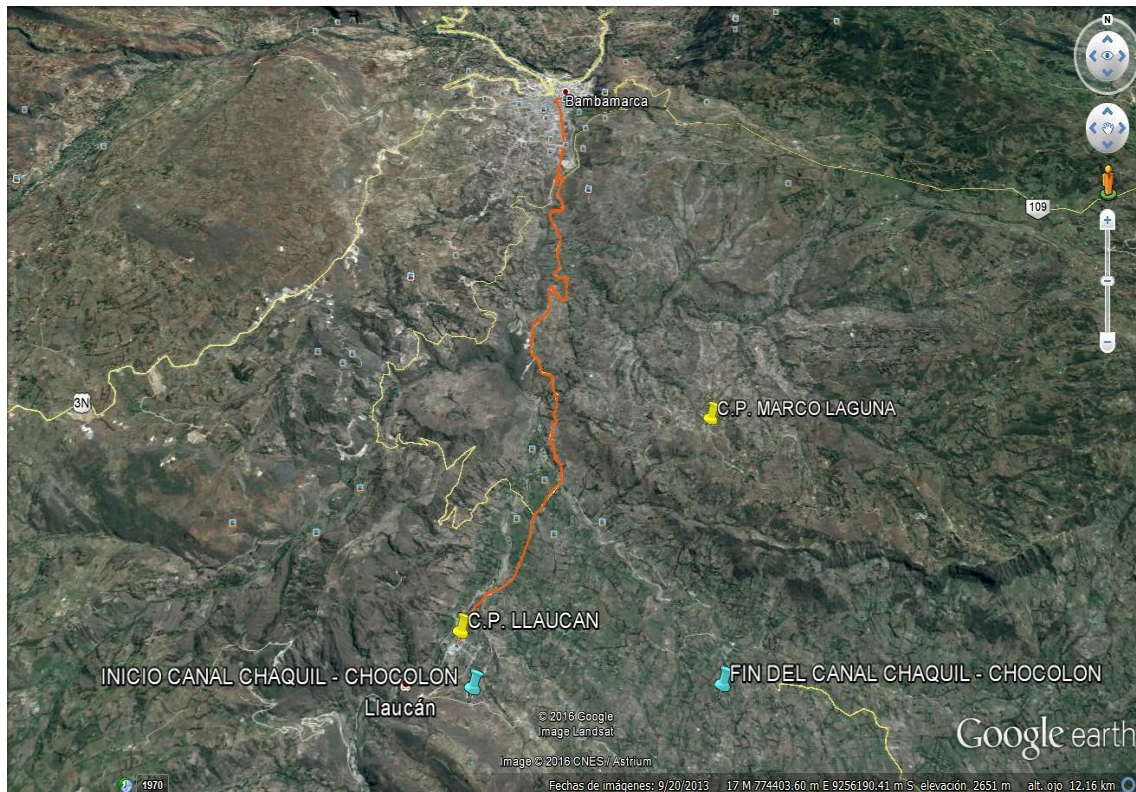 N
Bambamarca
109
3N
C.P. MARCO LAGUNA
C.P. LLAUCAN
INICIO CANAL CHAQUIL - CHOCOLON
FIN DEL CANAL CHAQUIL - CHOCOLON
Llaucán
© 2016 Google
Image Landsat
Google earth
Image © 2016 CNES / Astrium
1970
Fechas de imágenes: 9/20/2013 17 M 774403.60 m E 9256190.41 m S elevación 2651 m alt. ojo 12.16 km